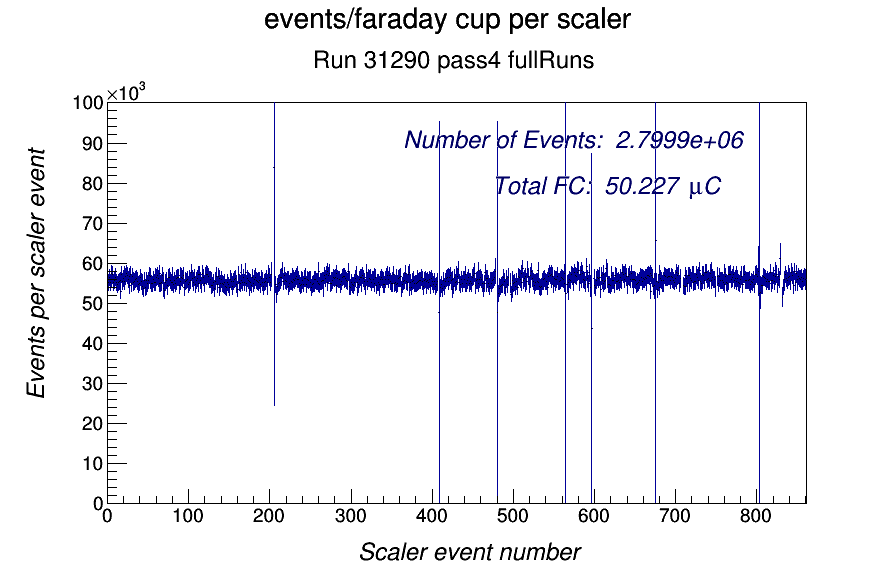 events/faraday cup per scaler
Run 31290 pass4 fullRuns
×10³
100
90
80
70
60
50
40
30
20
10
0
Events per scaler event
Number of Events: 2.7999e+06
Total FC: 50.227 μC
0 100 200 300 400 500 600 700 800
Scaler event number